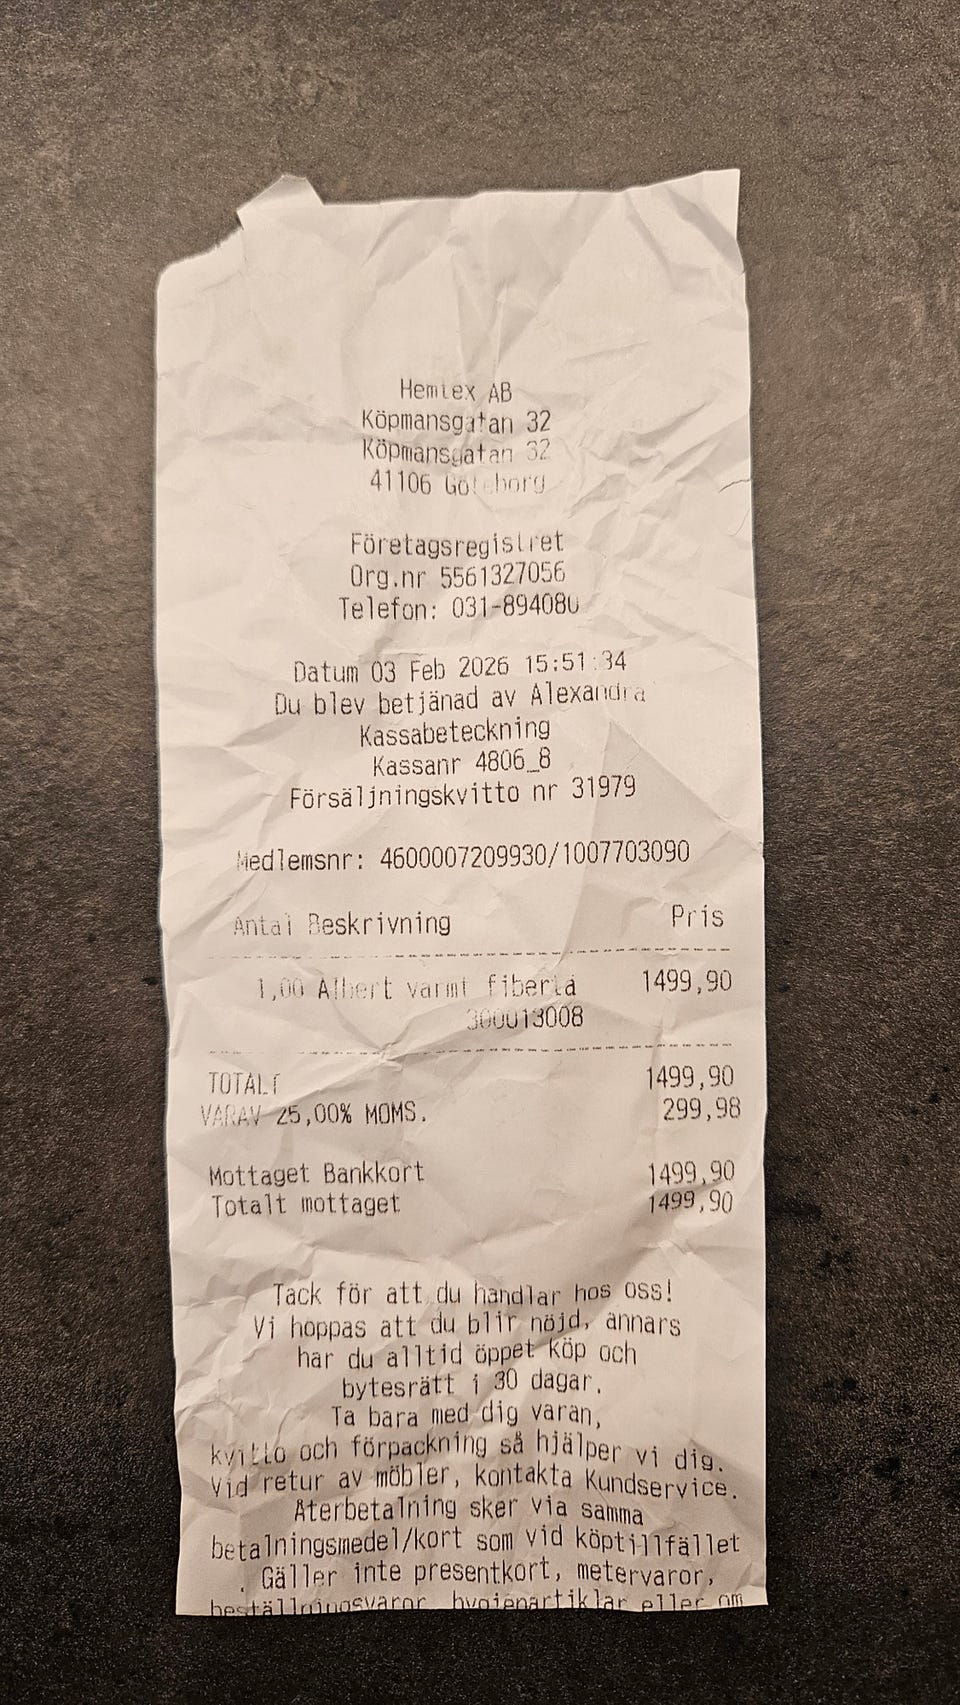 Hemtex AB
Köpmansgatan 32
Köpmansgatan 32
41106 Göteborg
Företagsregistret
Org.nr 5561327056
Telefon: 031-894080
Datum 03 Feb 2026 15:51:34
Du blev betjänad av Alexandra
Kassabeteckning
Kassanr 4806_8
Försäljningskvitto nr 31979
Medlemsnr: 4600007209930/1007703090
Antal Beskrivning Pris
1,00 Albert varmt fibertä 1499,90
300013008
TOTALT 1499,90
VARAV 25,00% MOMS. 299,98
Mottaget Bankkort 1499,90
Totalt mottaget 1499,90
Tack för att du handlar hos oss!
Vi hoppas att du blir nöjd, annars
har du alltid öppet köp och
bytesrätt i 30 dagar.
Ta bara med dig varan,
kvitto och förpackning så hjälper vi dig.
Vid retur av möbler, kontakta Kundservice.
Återbetalning sker via samma
betalningsmedel/kort som vid köptillfället
. Gäller inte presentkort, metervaror,
beställningsvaror, hygienartiklar eller om